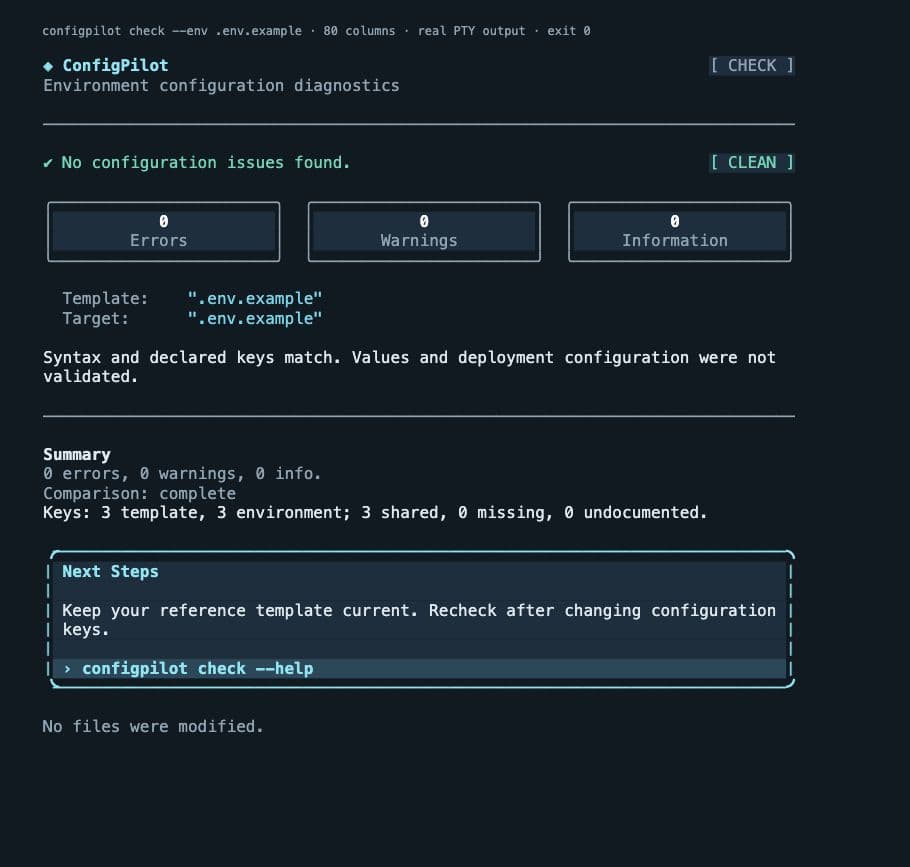 configpilot check --env .env.example · 80 columns · real PTY output · exit 0
◆ ConfigPilot [ CHECK ]
Environment configuration diagnostics
✔ No configuration issues found. [ CLEAN ]
0 0 0
Errors Warnings Information
Template: ".env.example"
Target: ".env.example"
Syntax and declared keys match. Values and deployment configuration were not
validated.
Summary
0 errors, 0 warnings, 0 info.
Comparison: complete
Keys: 3 template, 3 environment; 3 shared, 0 missing, 0 undocumented.
Next Steps
Keep your reference template current. Recheck after changing configuration
keys.
› configpilot check --help
No files were modified.